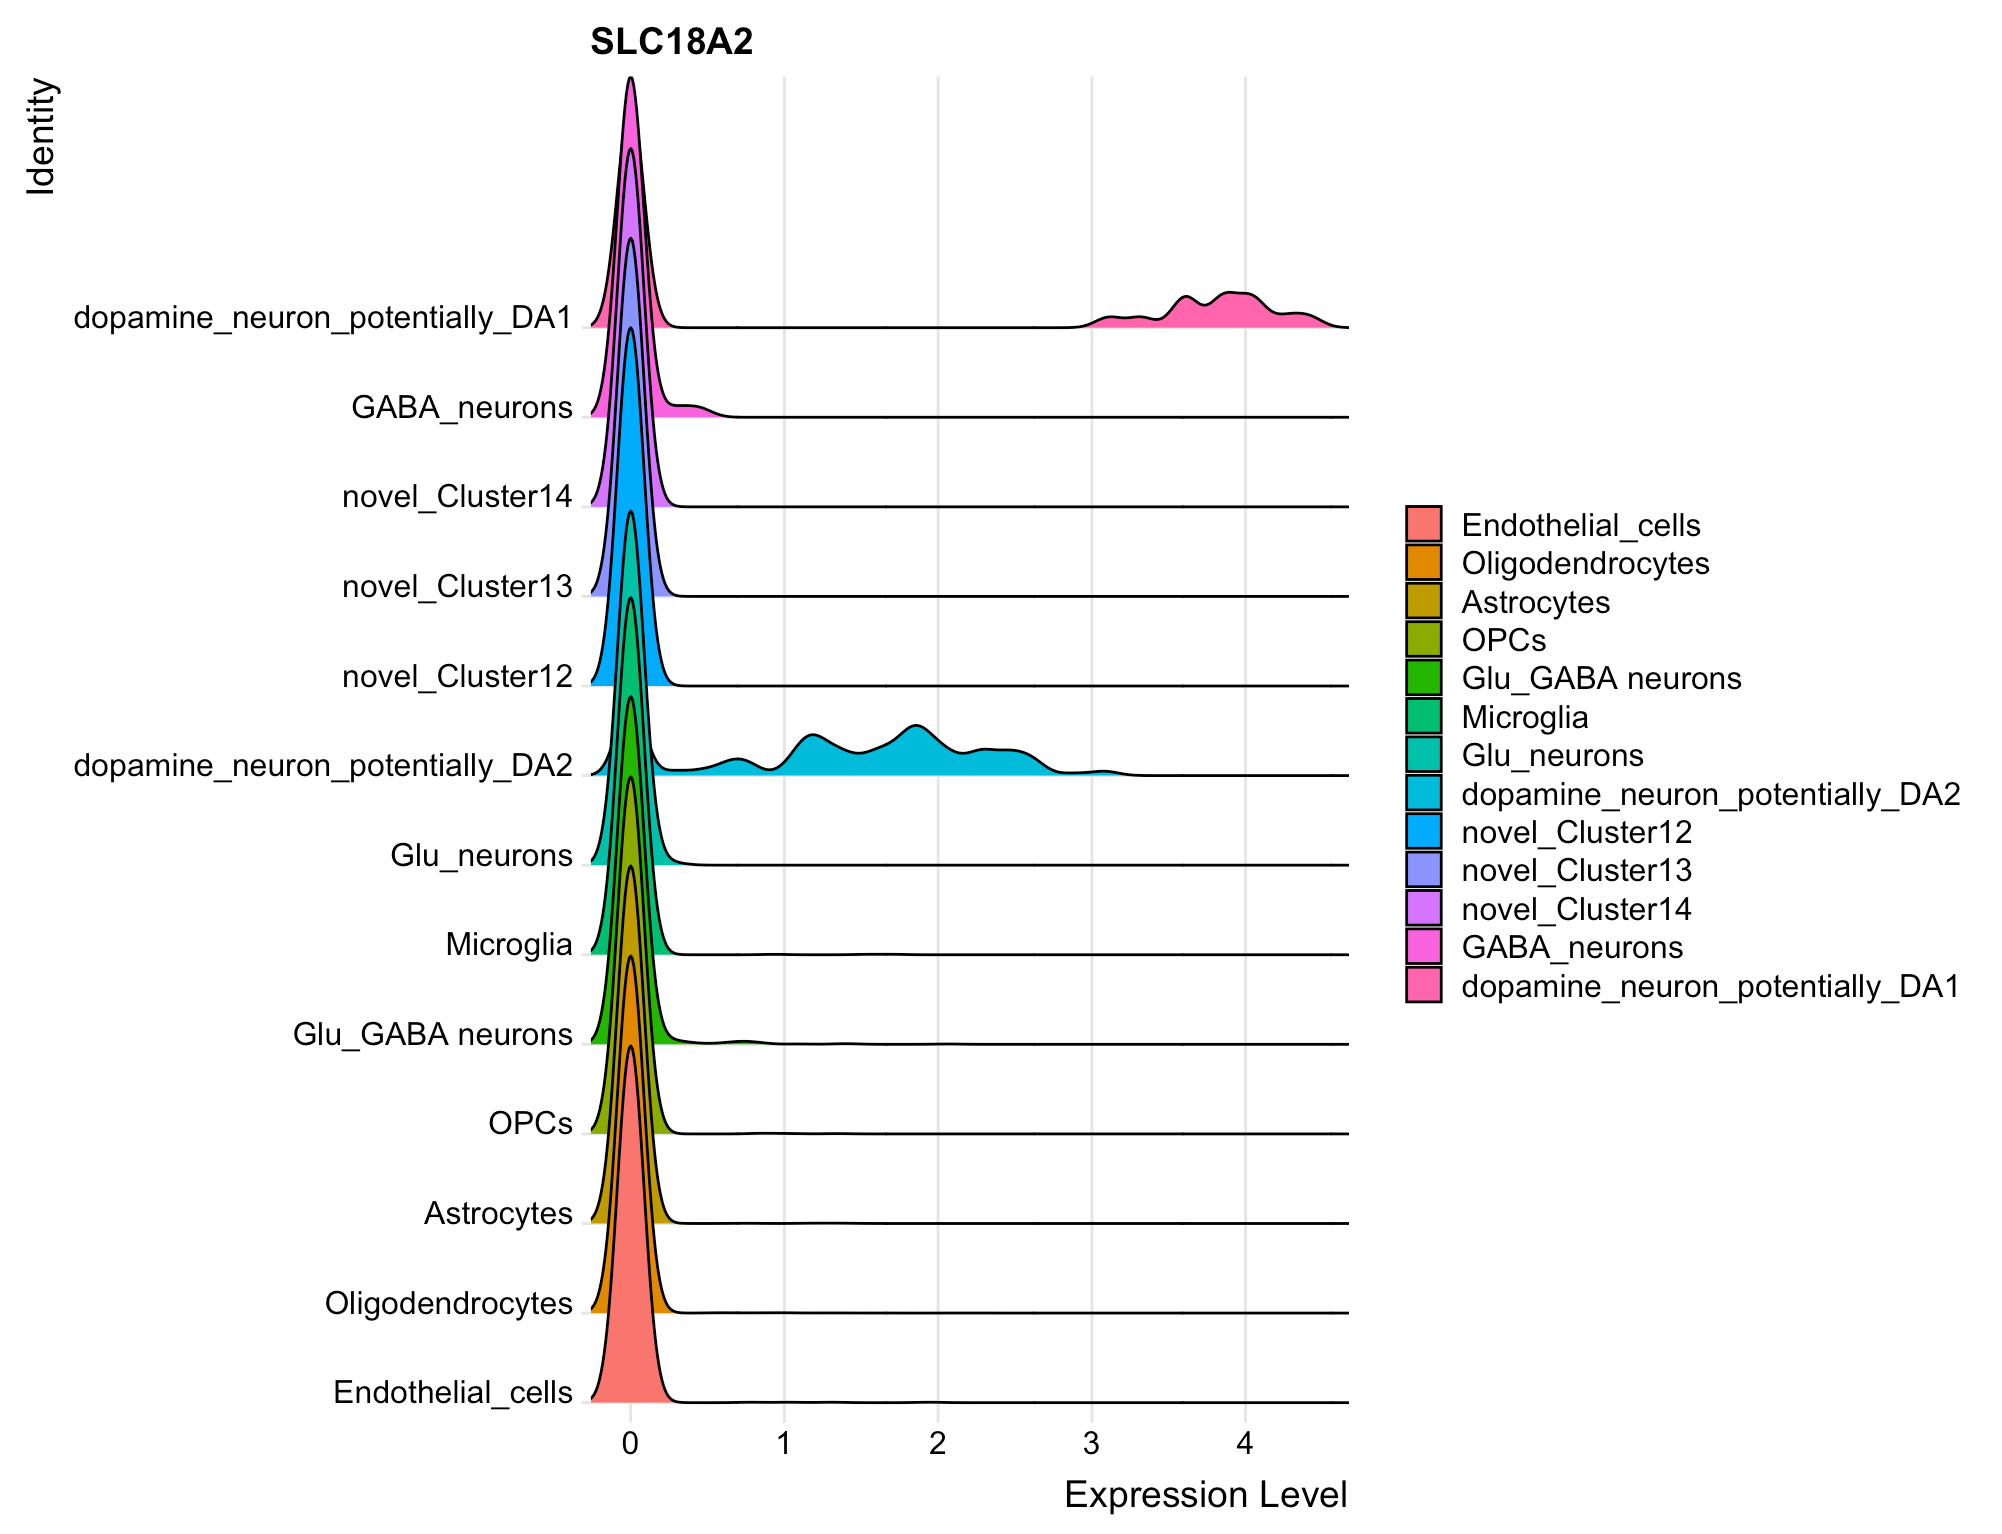 SLC18A2
Identity
dopamine_neuron_potentially_DA1
GABA_neurons
novel_Cluster14
novel_Cluster13
novel_Cluster12
dopamine_neuron_potentially_DA2
Glu_neurons
Microglia
Glu_GABA neurons
OPCs
Astrocytes
Oligodendrocytes
Endothelial_cells
0 1 2 3 4
Expression Level
Endothelial_cells
Oligodendrocytes
Astrocytes
OPCs
Glu_GABA neurons
Microglia
Glu_neurons
dopamine_neuron_potentially_DA2
novel_Cluster12
novel_Cluster13
novel_Cluster14
GABA_neurons
dopamine_neuron_potentially_DA1